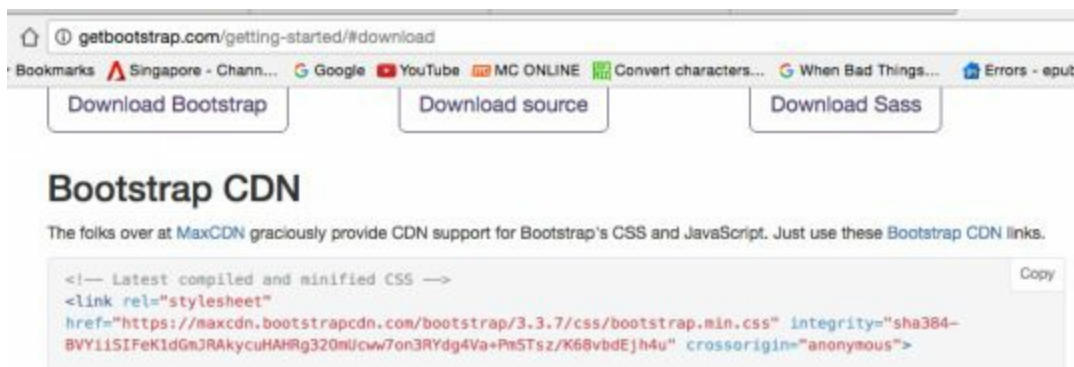 getbootstrap.com/getting-started/#download
Bookmarks Singapore - Chann... Google YouTube MC ONLINE Convert characters... When Bad Things... Errors - epub
Download Bootstrap Download source Download Sass
Bootstrap CDN
The folks over at MaxCDN graciously provide CDN support for Bootstrap's CSS and JavaScript. Just use these Bootstrap CDN links.
Copy
<!— Latest compiled and minified CSS —>
<link rel="stylesheet"
href="https://maxcdn.bootstrapcdn.com/bootstrap/3.3.7/css/bootstrap.min.css" integrity="sha384-
BVYiiSIFeK1dGmJRAkycuHAHRg32OmUcww7on3RYdg4Va+PmSTsz/K68vbdEjh4u" crossorigin="anonymous">